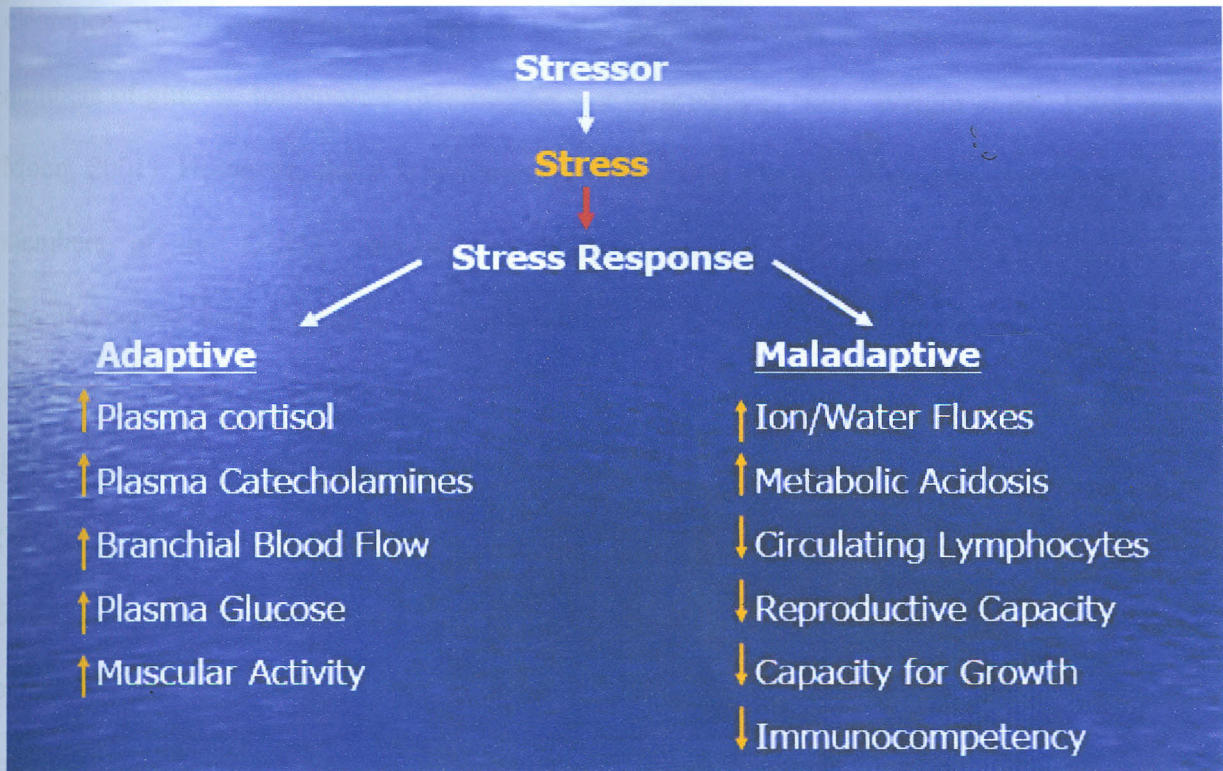 Stressor
Stress
Stress Response
Adaptive
↑ Plasma cortisol
↑ Plasma Catecholamines
↑ Branchial Blood Flow
↑ Plasma Glucose
↑ Muscular Activity
Maladaptive
↑ Ion/Water Fluxes
↑ Metabolic Acidosis
↓ Circulating Lymphocytes
↓ Reproductive Capacity
↓ Capacity for Growth
↓ Immunocompetency